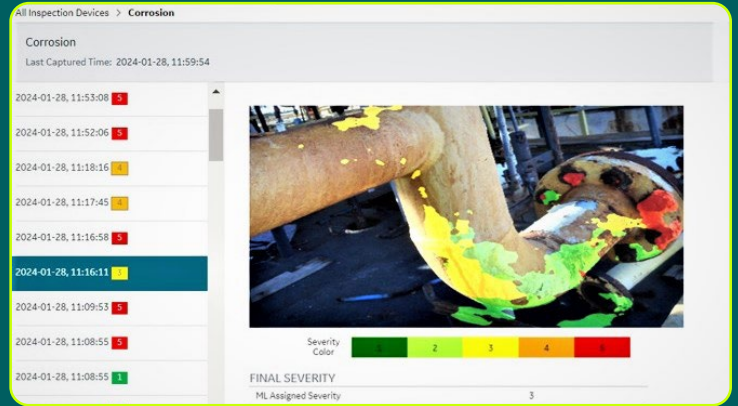 All Inspection Devices > Corrosion
Corrosion
Last Captured Time: 2024-01-28, 11:59:54
2024-01-28, 11:53:08 5
2024-01-28, 11:52:06 5
2024-01-28, 11:18:16 4
2024-01-28, 11:17:45 4
2024-01-28, 11:16:58 5
2024-01-28, 11:16:11 3
2024-01-28, 11:09:53 5
2024-01-28, 11:08:55 5
2024-01-28, 11:08:55 1
Severity
Color
1 2 3 4 5
FINAL SEVERITY
ML Assigned Severity 3